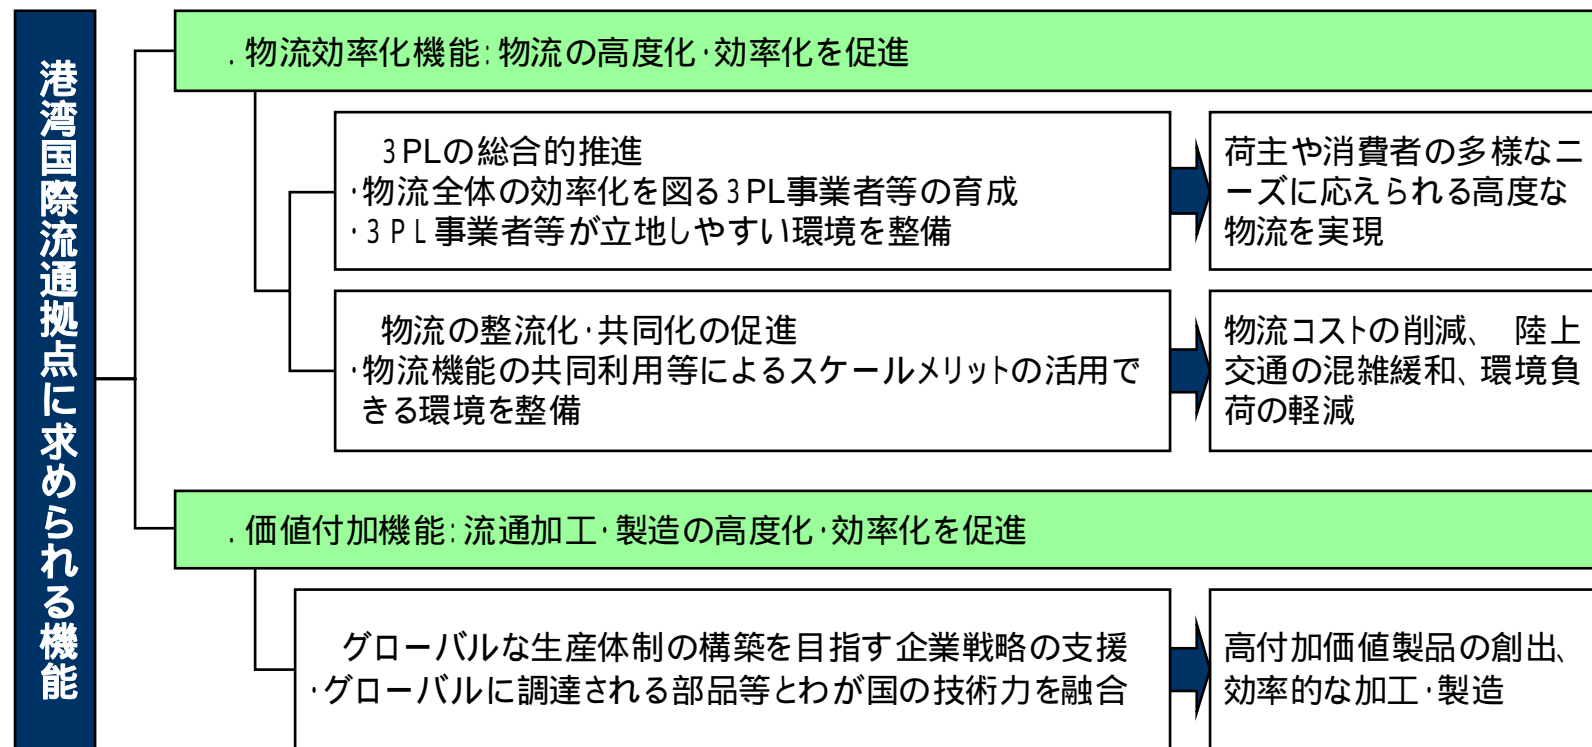 港湾国際流通拠点に求められる機能
．物流効率化機能：物流の高度化・効率化を促進
3PLの総合的推進
・物流全体の効率化を図る3PL事業者等の育成
・3PL事業者等が立地しやすい環境を整備
荷主や消費者の多様なニ
ーズに応えられる高度な
物流を実現
物流の整流化・共同化の促進
・物流機能の共同利用等によるスケールメリットの活用で
きる環境を整備
物流コストの削減、 陸上
交通の混雑緩和、環境負
荷の軽減
．価値付加機能：流通加工・製造の高度化・効率化を促進
グローバルな生産体制の構築を目指す企業戦略の支援
・グローバルに調達される部品等とわが国の技術力を融合
高付加価値製品の創出、
効率的な加工・製造